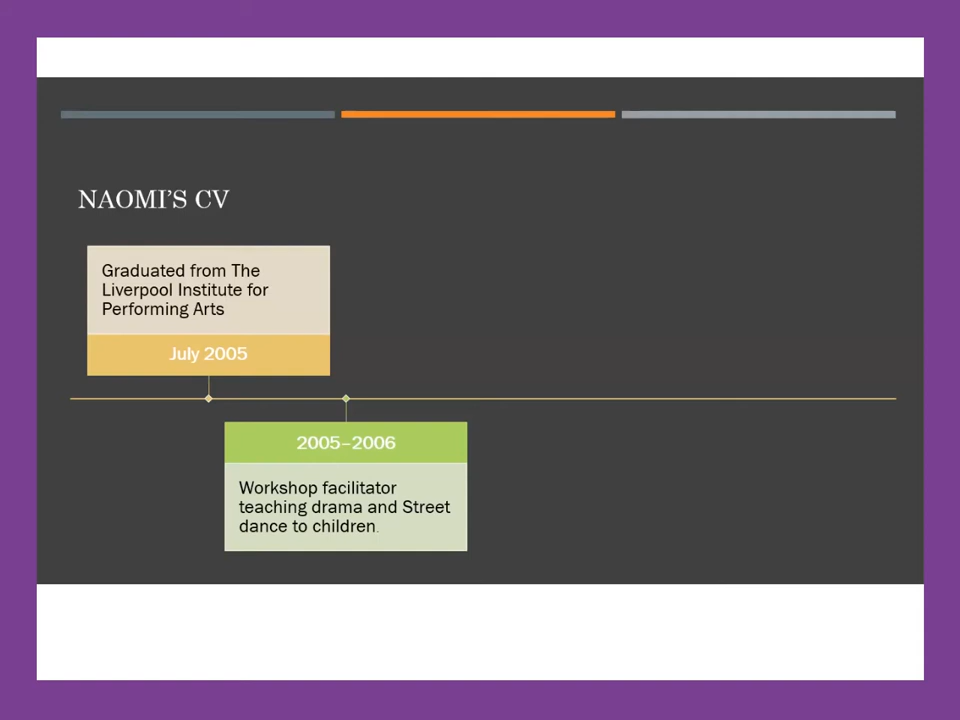 NAOMI'S CV
Graduated from The
Liverpool Institute for
Performing Arts
July 2005
2005–2006
Workshop facilitator
teaching drama and Street
dance to children.